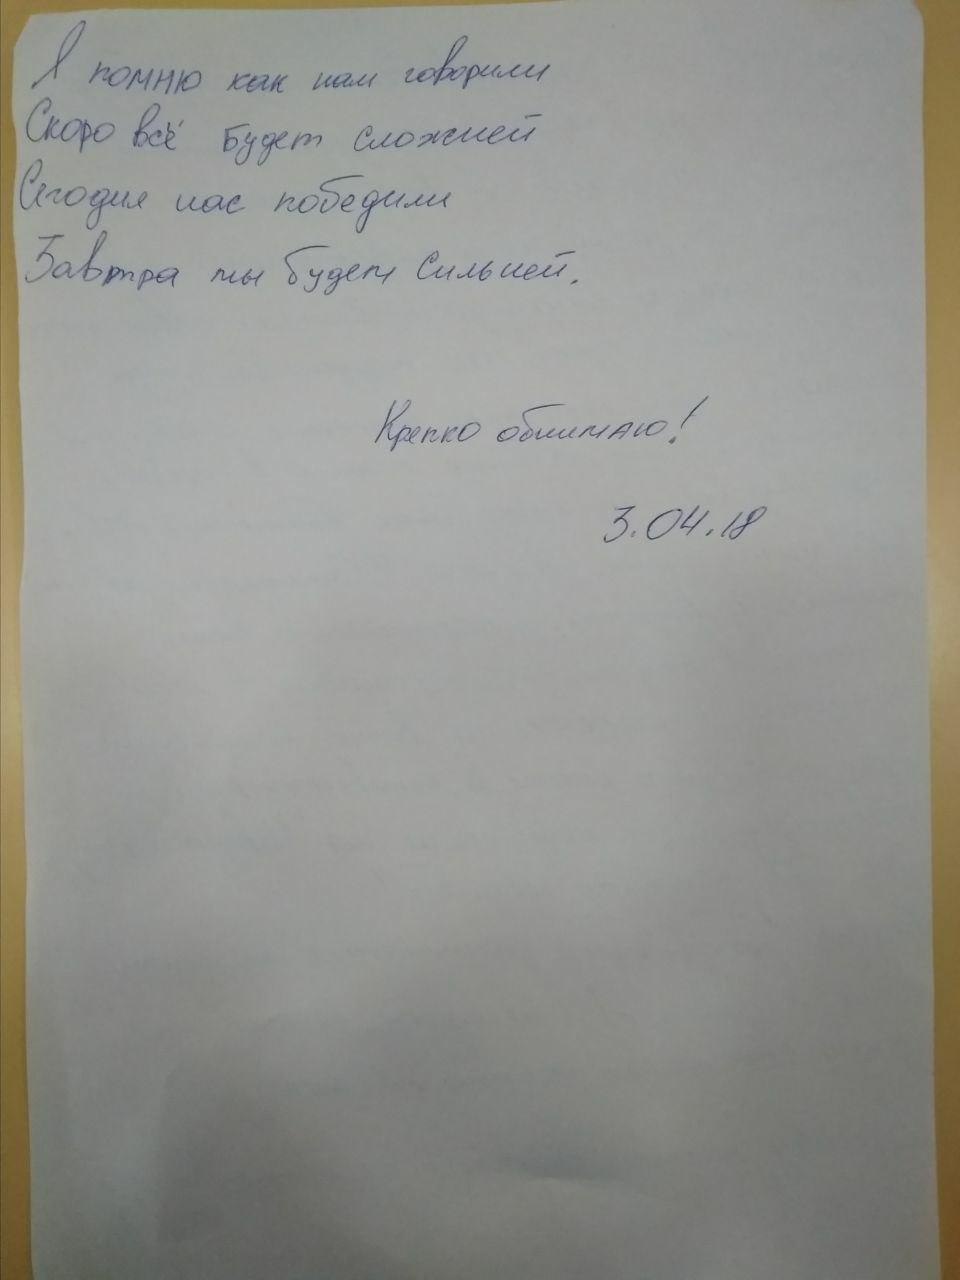 Я помню как нам говорили
Скоро всё будет сложней
Сегодня нас победили
Завтра мы будем сильней.
Крепко обнимаю!
3.04.18